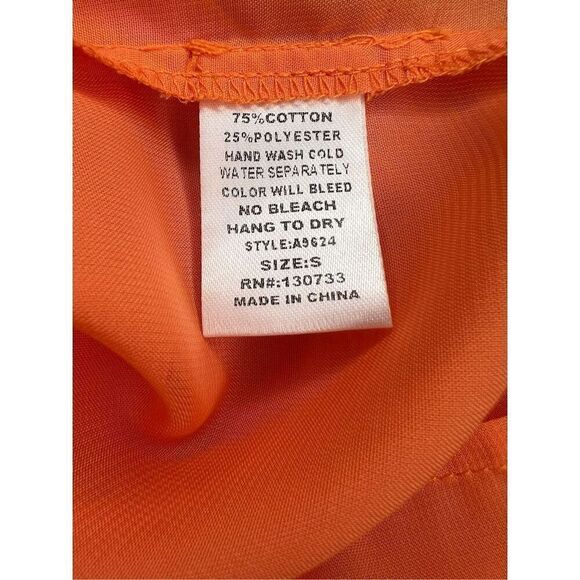 75%COTTON
25%POLYESTER
HAND WASH COLD
WATER SEPARATELY
COLOR WILL BLEED
NO BLEACH
HANG TO DRY
STYLE:A9624
SIZE:S
RN#:130733
MADE IN CHINA